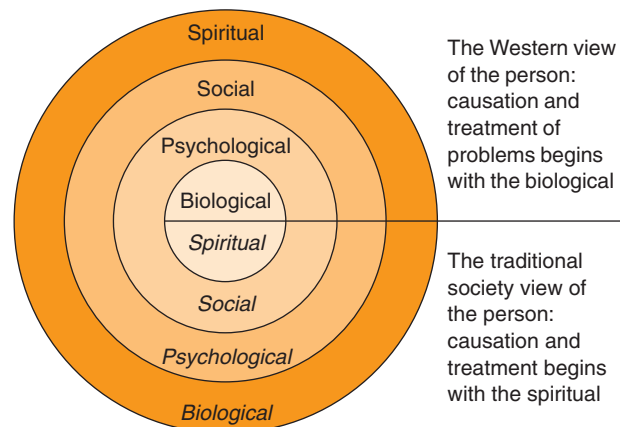 Spiritual
Social
Psychological
Biological
Spiritual
Social
Psychological
Biological
The Western view
of the person:
causation and
treatment of
problems begins
with the biological
The traditional
society view of
the person:
causation and
treatment begins
with the spiritual